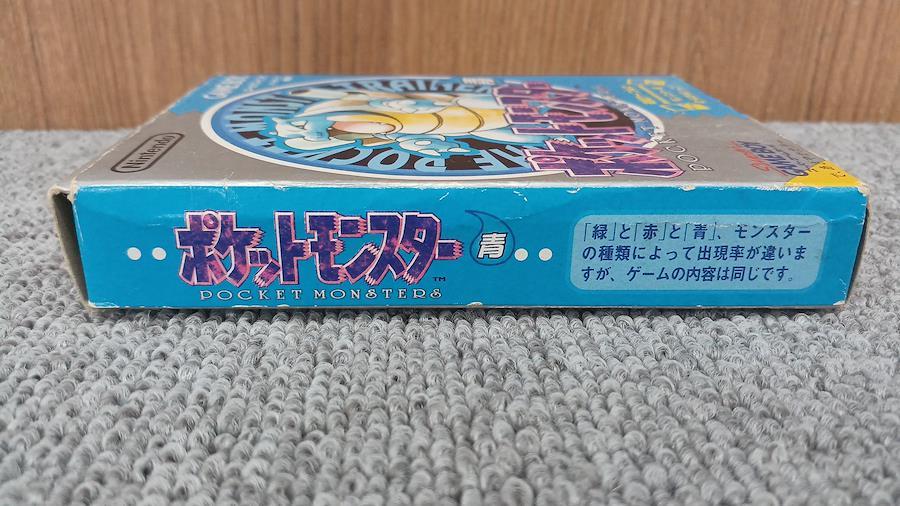 Nintendo
ポケットモンスター
青
POCKET MONSTERS
TM
「緑」と「赤」と「青」、モンスター
の種類によって出現率が違いま
すが、ゲームの内容は同じです。